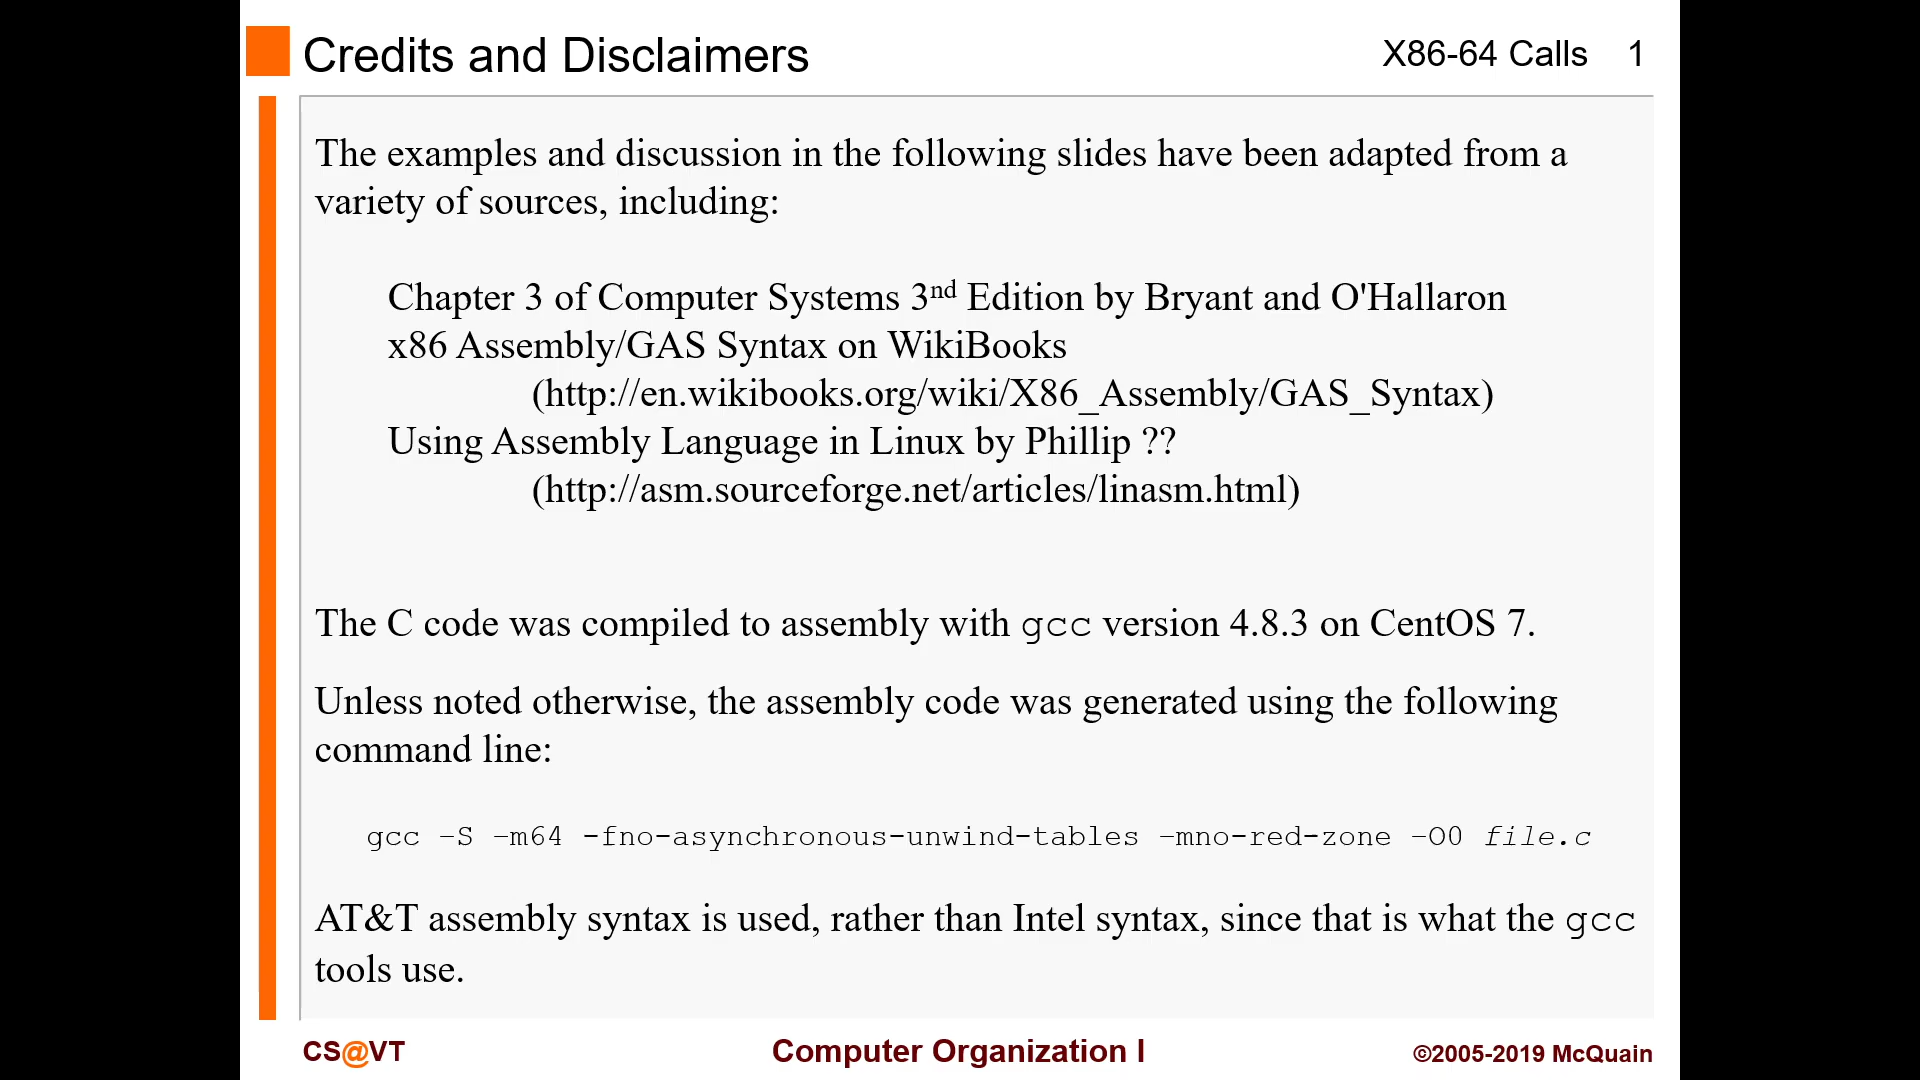 Credits and Disclaimers
X86-64 Calls 1
The examples and discussion in the following slides have been adapted from a
variety of sources, including:
Chapter 3 of Computer Systems 3nd Edition by Bryant and O'Hallaron
x86 Assembly/GAS Syntax on WikiBooks
(http://en.wikibooks.org/wiki/X86_Assembly/GAS_Syntax)
Using Assembly Language in Linux by Phillip ??
(http://asm.sourceforge.net/articles/linasm.html)
The C code was compiled to assembly with gcc version 4.8.3 on CentOS 7.
Unless noted otherwise, the assembly code was generated using the following
command line:
gcc –S –m64 -fno-asynchronous-unwind-tables –mno-red-zone –O0 file.c
AT&T assembly syntax is used, rather than Intel syntax, since that is what the gcc
tools use.
CS@VT
Computer Organization I
©2005-2019 McQuain